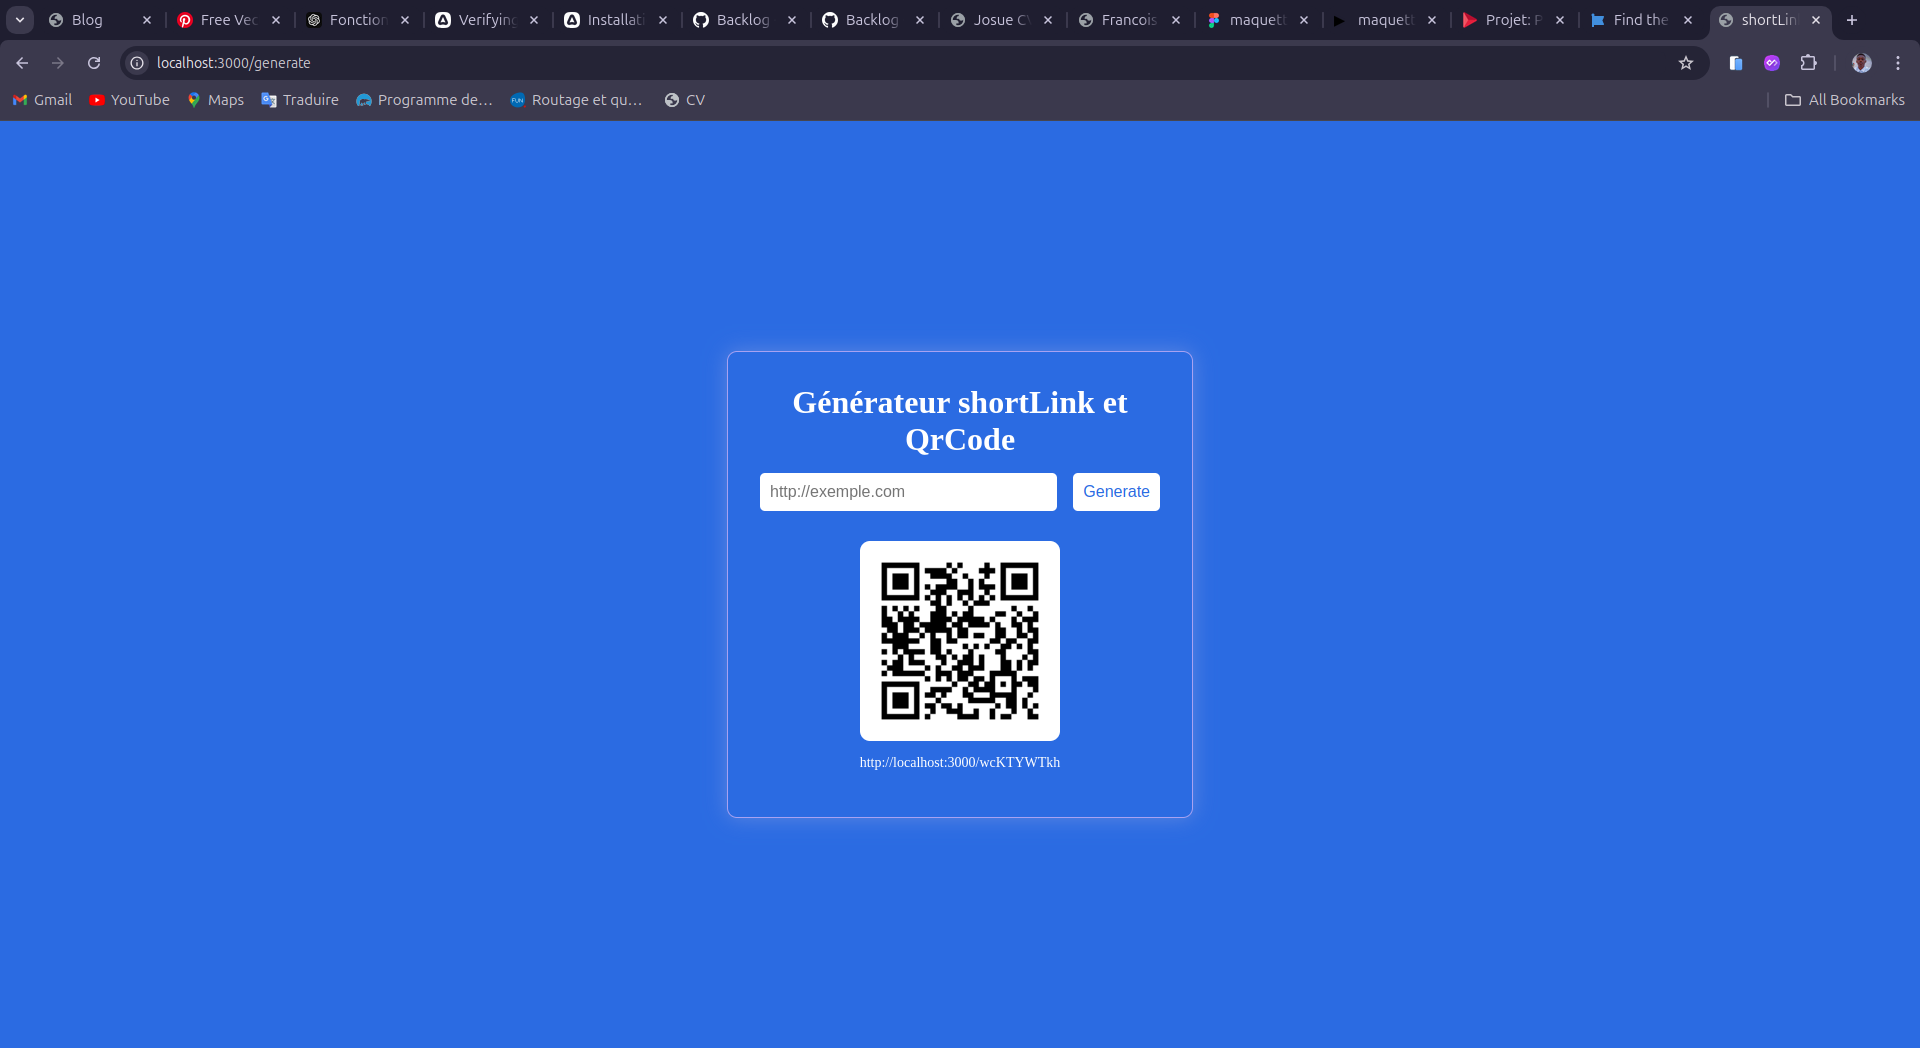 Blog
Free Vec
Fonction
Verifying
Installati
Backlog
Backlog
Josue CV
Francois
maquett
maquett
Projet: P
Find the
shortLin
localhost:3000/generate
Gmail
YouTube
Maps
Traduire
Programme de...
Routage et qu...
CV
All Bookmarks
Générateur shortLink et
QrCode
http://exemple.com
Generate
http://localhost:3000/wcKTYWTkh